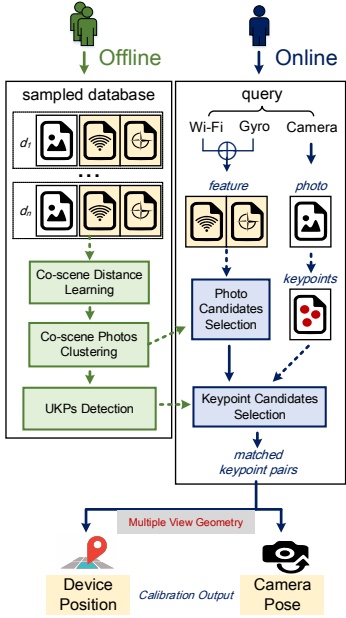 Offline
Online
sampled database
d1
...
dn
Co-scene Distance
Learning
Co-scene Photos
Clustering
UKPs Detection
query
Wi-Fi
Gyro
Camera
feature
photo
keypoints
Photo
Candidates
Selection
Keypoint Candidates
Selection
matched
keypoint pairs
Multiple View Geometry
Device
Position
Calibration Output
Camera
Pose